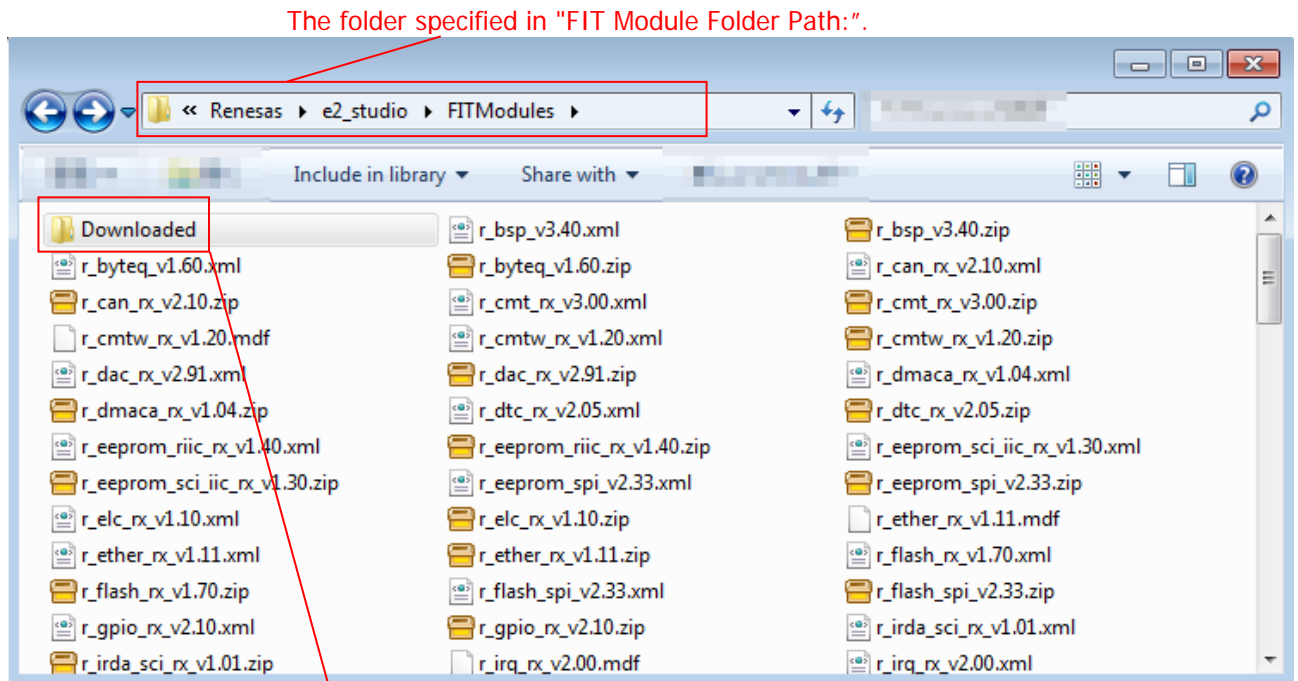 The folder specified in "FIT Module Folder Path:".
« Renesas ▸ e2_studio ▸ FITModules ▸
Include in library ▾ Share with ▾
Downloaded r_bsp_v3.40.xml r_bsp_v3.40.zip
r_byteq_v1.60.xml r_byteq_v1.60.zip r_can_rx_v2.10.xml
r_can_rx_v2.10.zip r_cmt_rx_v3.00.xml r_cmt_rx_v3.00.zip
r_cmtw_rx_v1.20.mdf r_cmtw_rx_v1.20.xml r_cmtw_rx_v1.20.zip
r_dac_rx_v2.91.xml r_dac_rx_v2.91.zip r_dmaca_rx_v1.04.xml
r_dmaca_rx_v1.04.zip r_dtc_rx_v2.05.xml r_dtc_rx_v2.05.zip
r_eeprom_riic_rx_v1.40.xml r_eeprom_riic_rx_v1.40.zip r_eeprom_sci_iic_rx_v1.30.xml
r_eeprom_sci_iic_rx_v1.30.zip r_eeprom_spi_v2.33.xml r_eeprom_spi_v2.33.zip
r_elc_rx_v1.10.xml r_elc_rx_v1.10.zip r_ether_rx_v1.11.mdf
r_ether_rx_v1.11.xml r_ether_rx_v1.11.zip r_flash_rx_v1.70.xml
r_flash_rx_v1.70.zip r_flash_spi_v2.33.xml r_flash_spi_v2.33.zip
r_gpio_rx_v2.10.xml r_gpio_rx_v2.10.zip r_irda_sci_rx_v1.01.xml
r_irda_sci_rx_v1.01.zip r_irq_rx_v2.00.mdf r_irq_rx_v2.00.xml